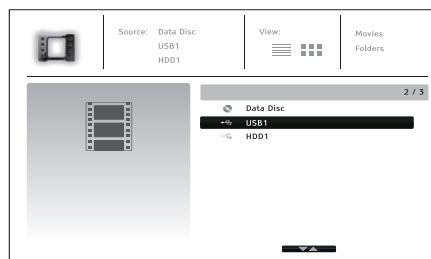 Source: Data Disc
USB1
HDD1
View:
Movies
Folders
2 / 3
Data Disc
USB1
HDD1